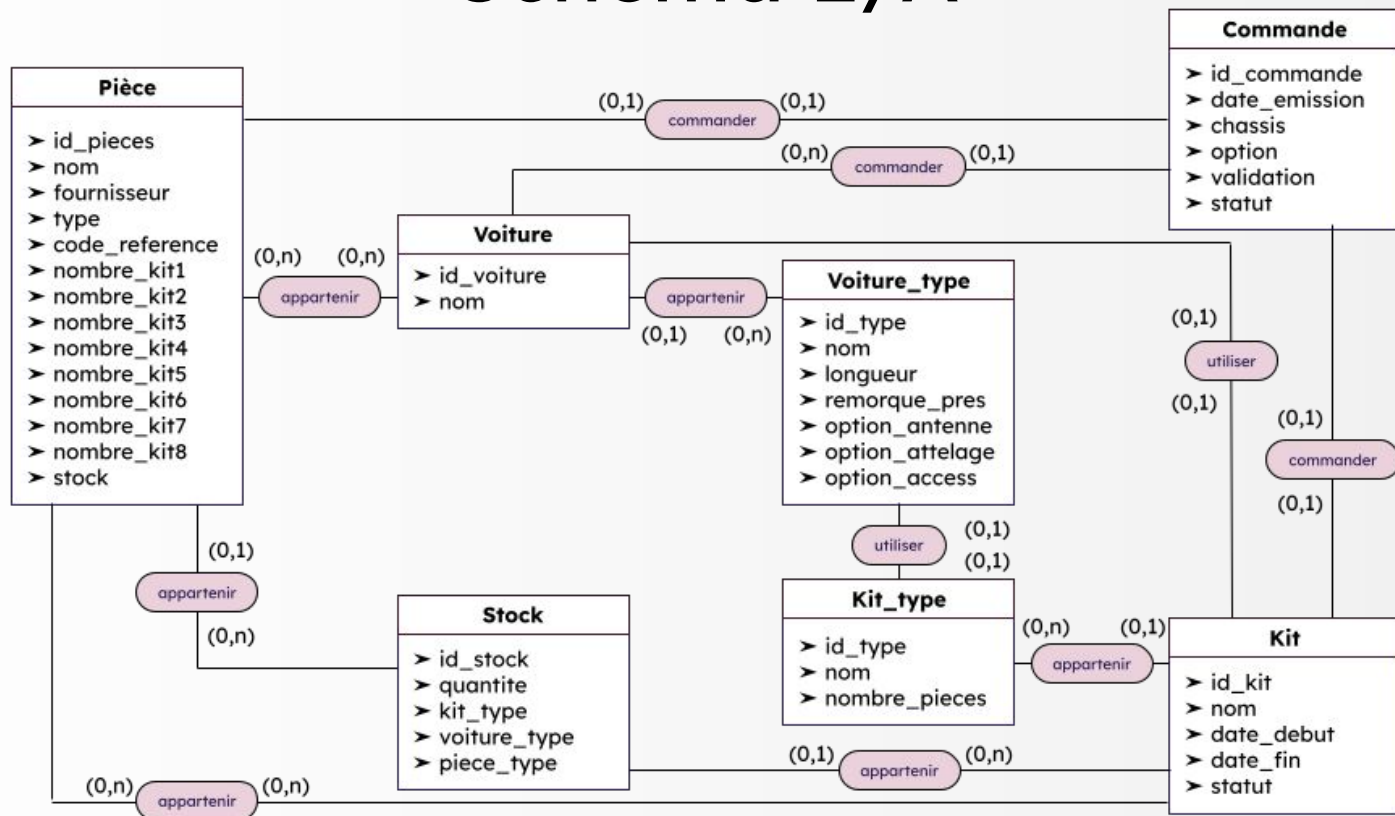 Commande
➤ id_commande
➤ date_emission
➤ chassis
➤ option
➤ validation
➤ statut
Pièce
➤ id_pieces
➤ nom
➤ fournisseur
➤ type
➤ code_reference
➤ nombre_kit1
➤ nombre_kit2
➤ nombre_kit3
➤ nombre_kit4
➤ nombre_kit5
➤ nombre_kit6
➤ nombre_kit7
➤ nombre_kit8
➤ stock
(0,1) commander (0,1)
(0,n) commander (0,1)
Voiture
➤ id_voiture
➤ nom
(0,n) (0,n)
appartenir
appartenir
(0,1) (0,n)
Voiture_type
➤ id_type
➤ nom
➤ longueur
➤ remorque_pres
➤ option_antenne
➤ option_attelage
➤ option_access
(0,1)
utiliser
(0,1)
(0,1)
commander
(0,1)
utiliser
(0,1)
(0,1)
(0,1)
appartenir
(0,n)
Stock
➤ id_stock
➤ quantite
➤ kit_type
➤ voiture_type
➤ piece_type
Kit_type
➤ id_type
➤ nom
➤ nombre_pieces
(0,n) (0,1)
appartenir
Kit
➤ id_kit
➤ nom
➤ date_debut
➤ date_fin
➤ statut
(0,1) appartenir (0,n)
(0,n) appartenir (0,n)